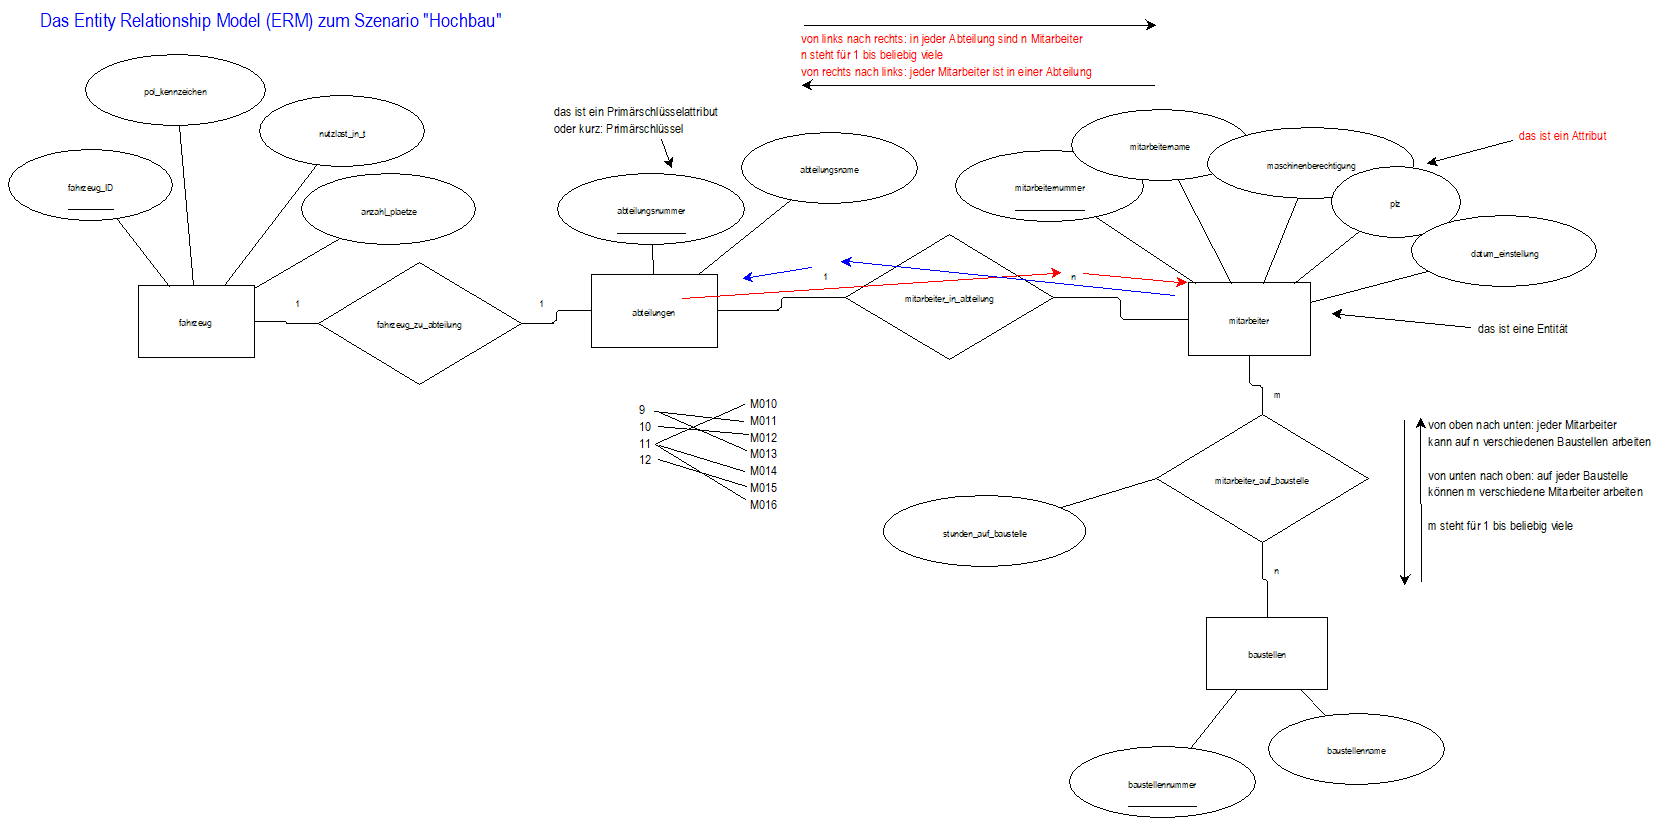 Das Entity Relationship Model (ERM) zum Szenario "Hochbau"
von links nach rechts: in jeder Abteilung sind n Mitarbeiter
n steht für 1 bis beliebig viele
von rechts nach links: jeder Mitarbeiter ist in einer Abteilung
pol_kennzeichen
nutzlast_in_t
fahrzeug_ID
anzahl_plaetze
das ist ein Primärschlüsselattribut
oder kurz: Primärschlüssel
abteilungsname
abteilungsnummer
mitarbeitername
maschinenberechtigung
das ist ein Attribut
mitarbeiternummer
plz
datum_einstellung
fahrzeug
1
fahrzeug_zu_abteilung
1
abteilungen
1
mitarbeiter_in_abteilung
n
mitarbeiter
das ist eine Entität
9
10
11
12
M010
M011
M012
M013
M014
M015
M016
m
mitarbeiter_auf_baustelle
stunden_auf_baustelle
n
von oben nach unten: jeder Mitarbeiter
kann auf n verschiedenen Baustellen arbeiten
von unten nach oben: auf jeder Baustelle
können m verschiedene Mitarbeiter arbeiten
m steht für 1 bis beliebig viele
baustellen
baustellenname
baustellennummer